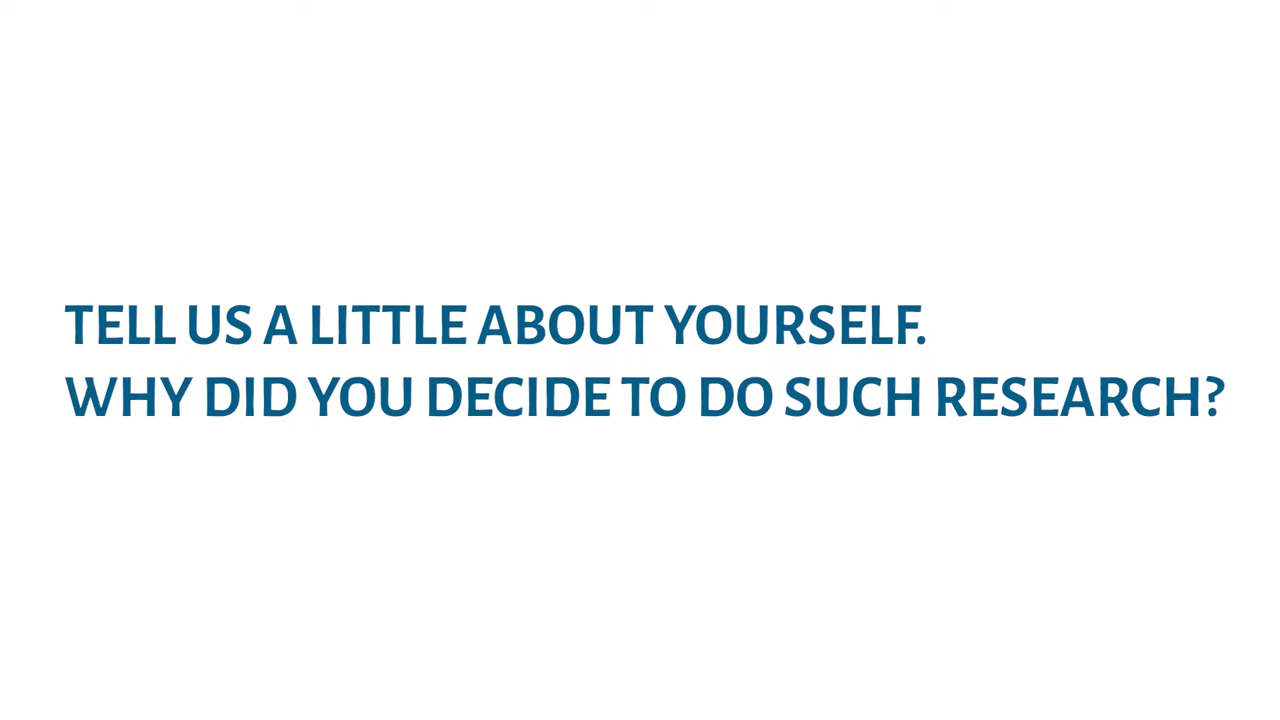 TELL US A LITTLE ABOUT YOURSELF.
WHY DID YOU DECIDE TO DO SUCH RESEARCH?